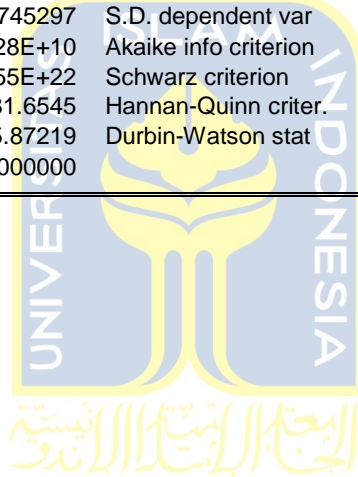 745297 S.D. dependent var
28E+10 Akaike info criterion
55E+22 Schwarz criterion
31.6545 Hannan-Quinn criter.
5.87219 Durbin-Watson stat
000000
ISLAM
UNIVERSITAS
INDONESIA